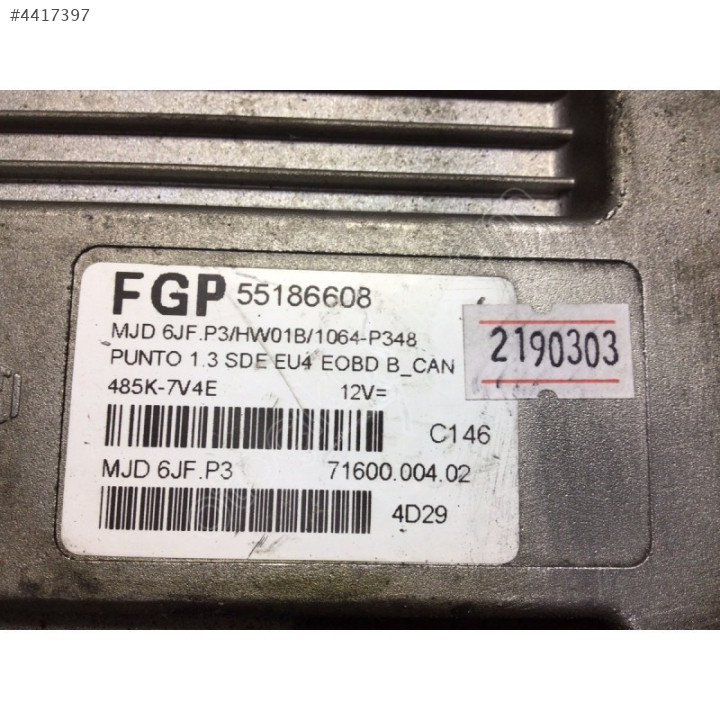 #4417397
FGP 55186608
MJD 6JF.P3/HW01B/1064-P348
PUNTO 1.3 SDE EU4 EOBD B_CAN
2190303
485K-7V4E 12V=
C146
MJD 6JF.P3 71600.004.02
4D29